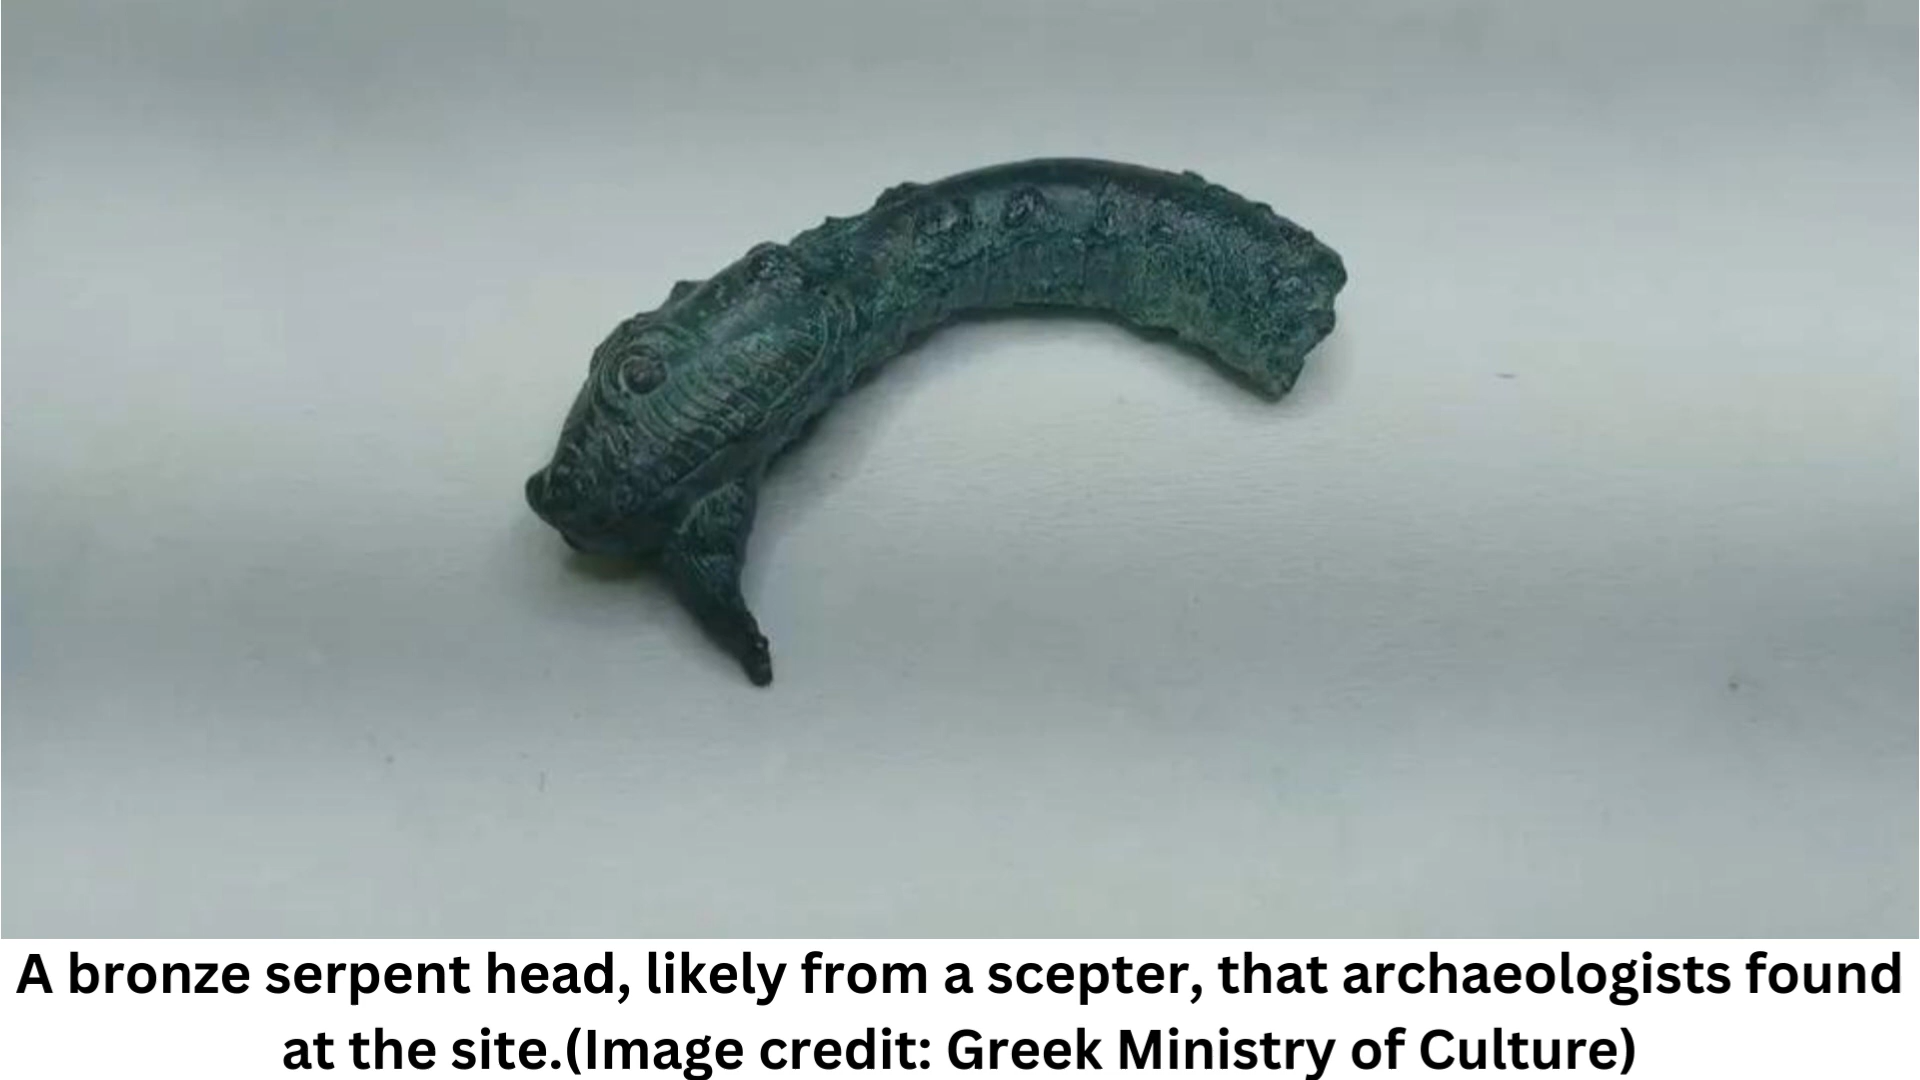 A bronze serpent head, likely from a scepter, that archaeologists found
at the site.(Image credit: Greek Ministry of Culture)